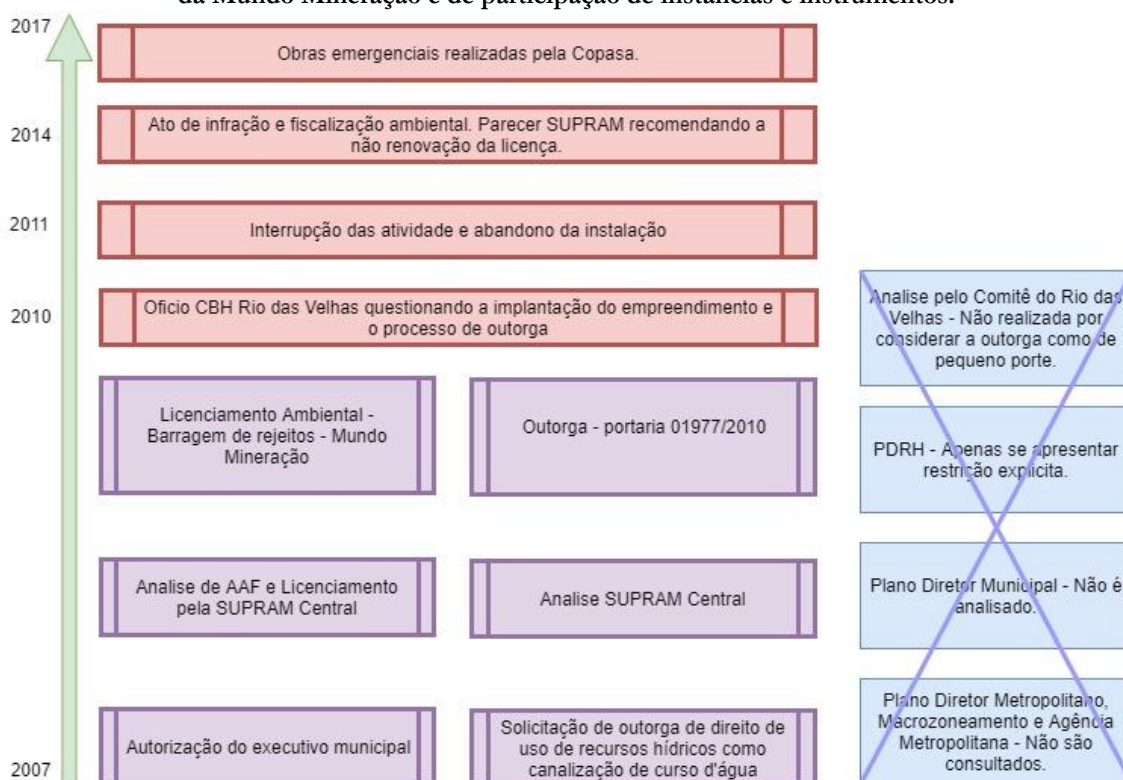 da Mundo Mineração e de participação de instâncias e instrumentos.
2017
Obras emergenciais realizadas pela Copasa.
2014
Ato de infração e fiscalização ambiental. Parecer SUPRAM recomendando a
não renovação da licença.
2011
Interrupção das atividade e abandono da instalação
2010
Oficio CBH Rio das Velhas questionando a implantação do empreendimento e
o processo de outorga
Analise pelo Comitê do Rio das
Velhas - Não realizada por
considerar a outorga como de
pequeno porte.
Licenciamento Ambiental -
Barragem de rejeitos - Mundo
Mineração
Outorga - portaria 01977/2010
PDRH - Apenas se apresentar
restrição explicita.
Analise de AAF e Licenciamento
pela SUPRAM Central
Analise SUPRAM Central
Plano Diretor Municipal - Não é
analisado.
2007
Autorização do executivo municipal
Solicitação de outorga de direito de
uso de recursos hídricos como
canalização de curso d'água
Plano Diretor Metropolitano,
Macrozoneamento e Agência
Metropolitana - Não são
consultados.